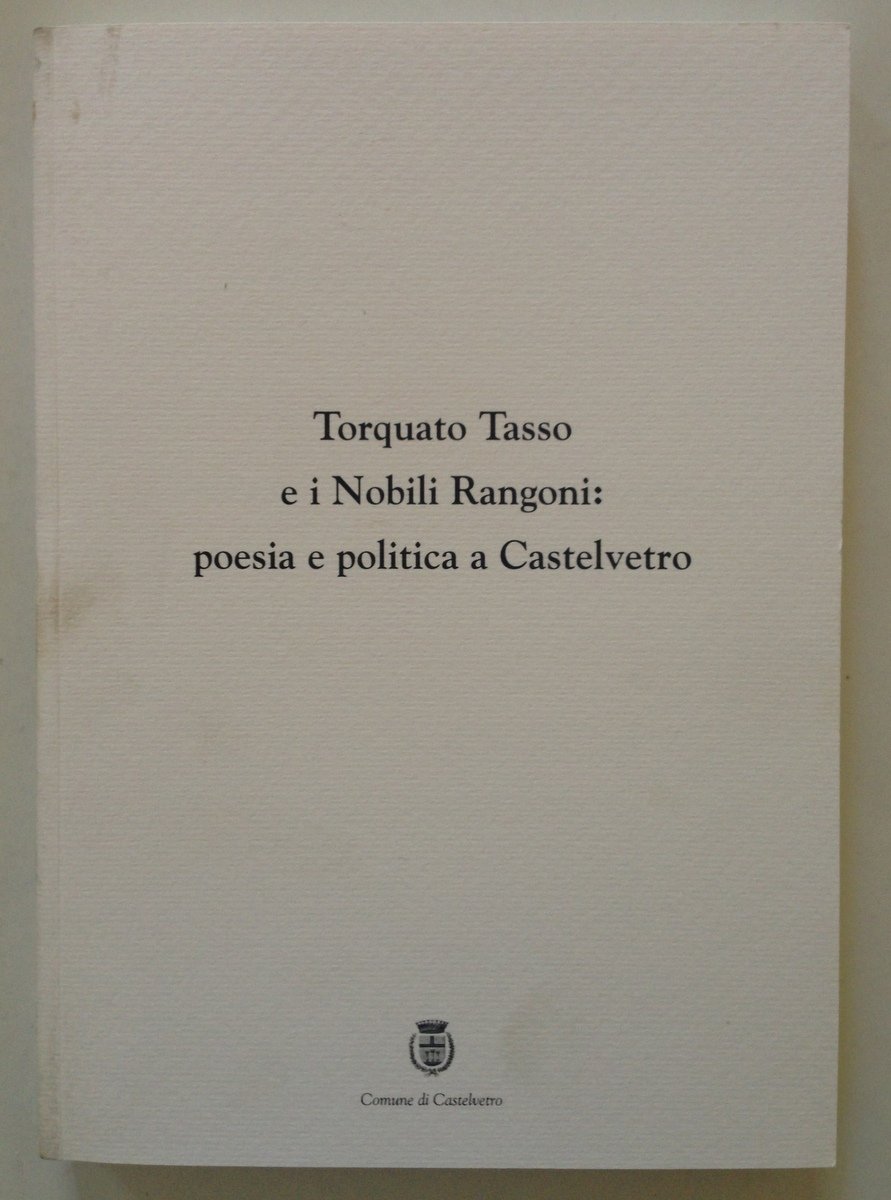 Torquato Tasso
e i Nobili Rangoni:
poesia e politica a Castelvetro
Comune di Castelvetro